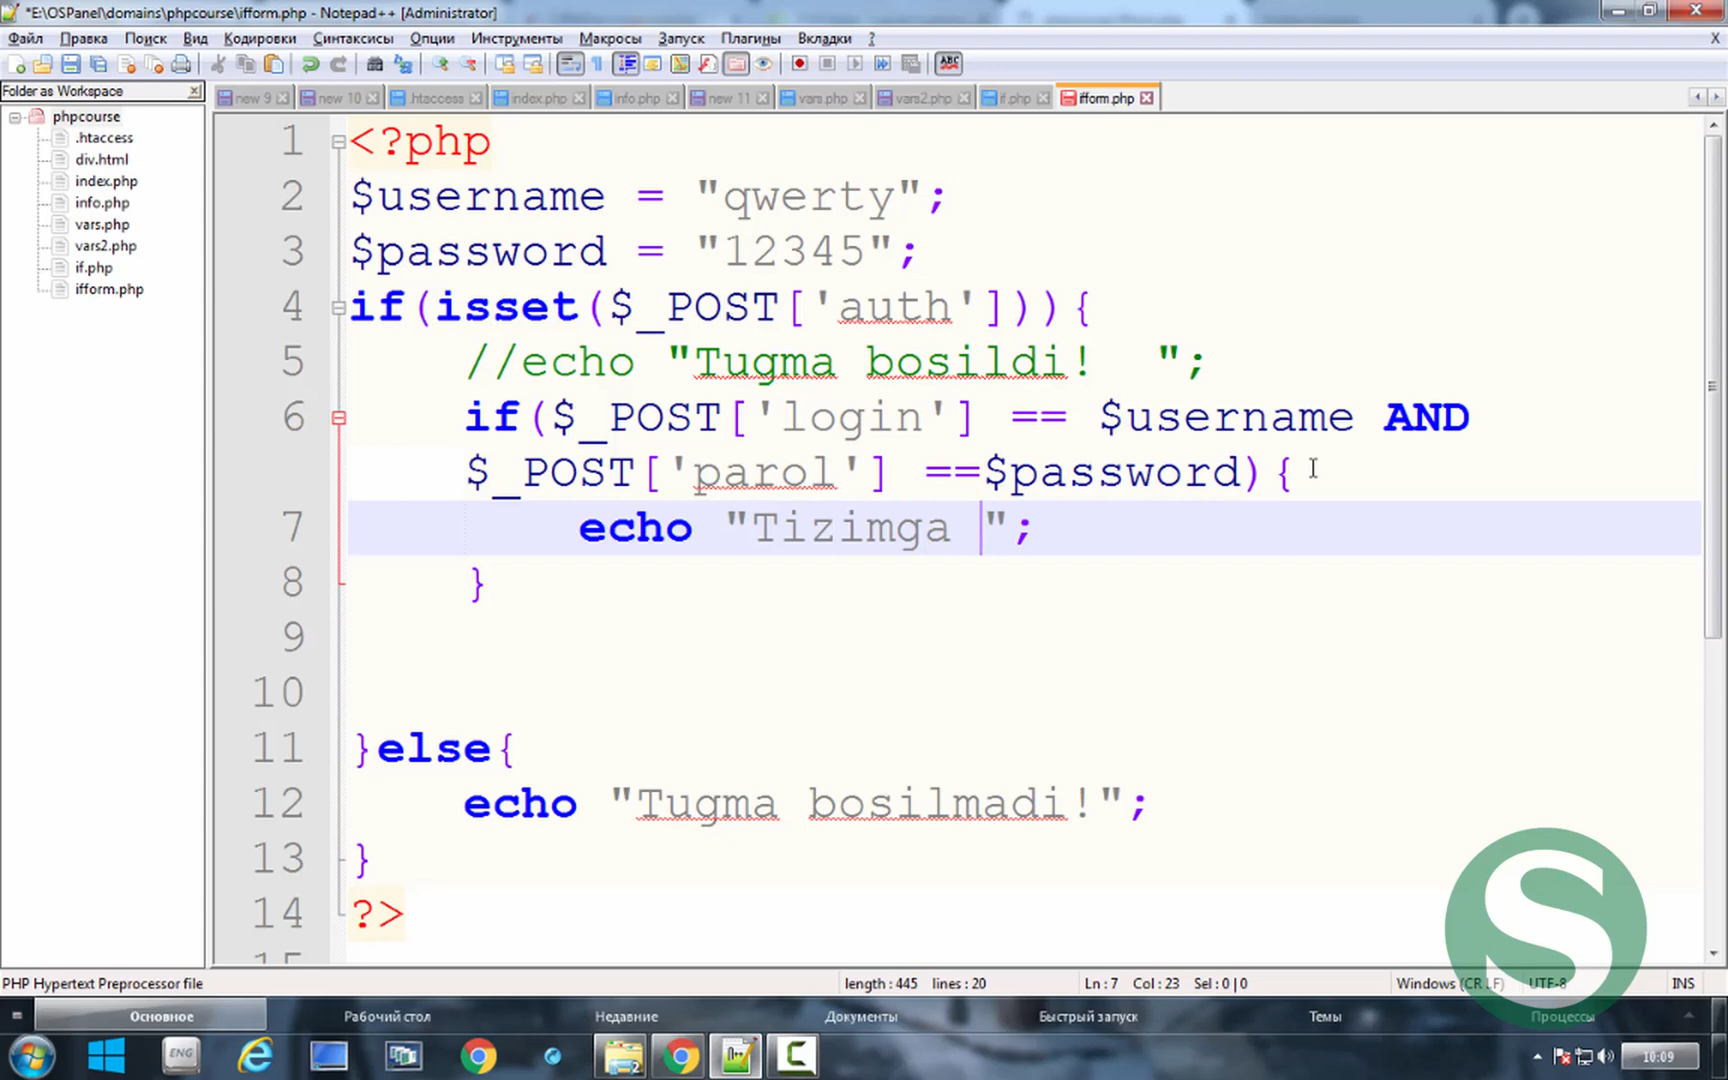 *E:\OSPanel\domains\phpcourse\ifform.php - Notepad++ [Administrator]
Файл Правка Поиск Вид Кодировки Синтаксисы Опции Инструменты Макросы Запуск Плагины Вкладки ? X
ABC
Folder as Workspace
new 9 new 10 .htaccess index.php info.php new 11 vars.php vars2.php if.php ifform.php
phpcourse
.htaccess
div.html
index.php
info.php
vars.php
vars2.php
if.php
ifform.php
1 <?php
2 $username = "qwerty";
3 $password = "12345";
4 if(isset($_POST['auth'])){
5 //echo "Tugma bosildi!  ";
6 if($_POST['login'] == $username AND
$_POST['parol'] ==$password){
7 echo "Tizimga ";
8 }
9
10
11 }else{
12 echo "Tugma bosilmadi!";
13 }
14 ?>
15
S
PHP Hypertext Preprocessor file length : 445 lines : 20 Ln : 7 Col : 23 Sel : 0 | 0 Windows (CR LF) UTF-8 INS
Основное Рабочий стол Недавние Документы Быстрый запуск Темы Процессы
ENG 10:09